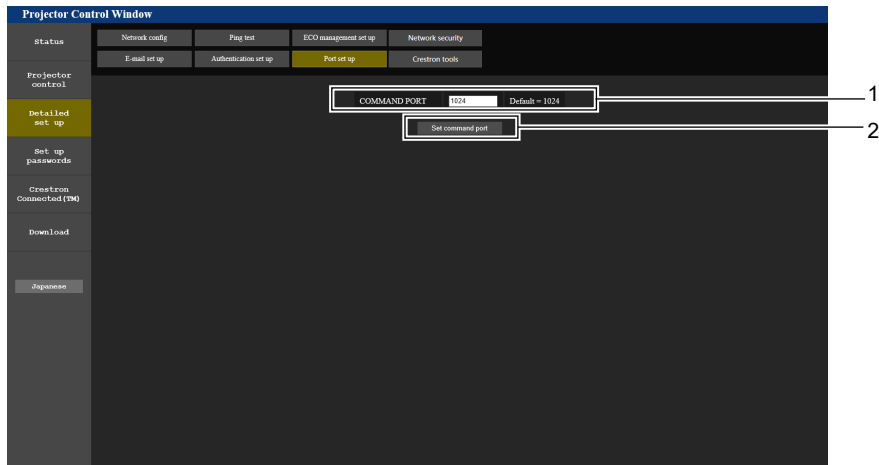 Projector Control Window
Status
Network config
Ping test
ECO management set up
Network security
E-mail set up
Authentication set up
Port set up
Crestron tools
Projector
control
Detailed
set up
Set up
passwords
Crestron
Connected(TM)
Download
Japanese
COMMAND PORT 1024 Default = 1024
1
Set command port
2